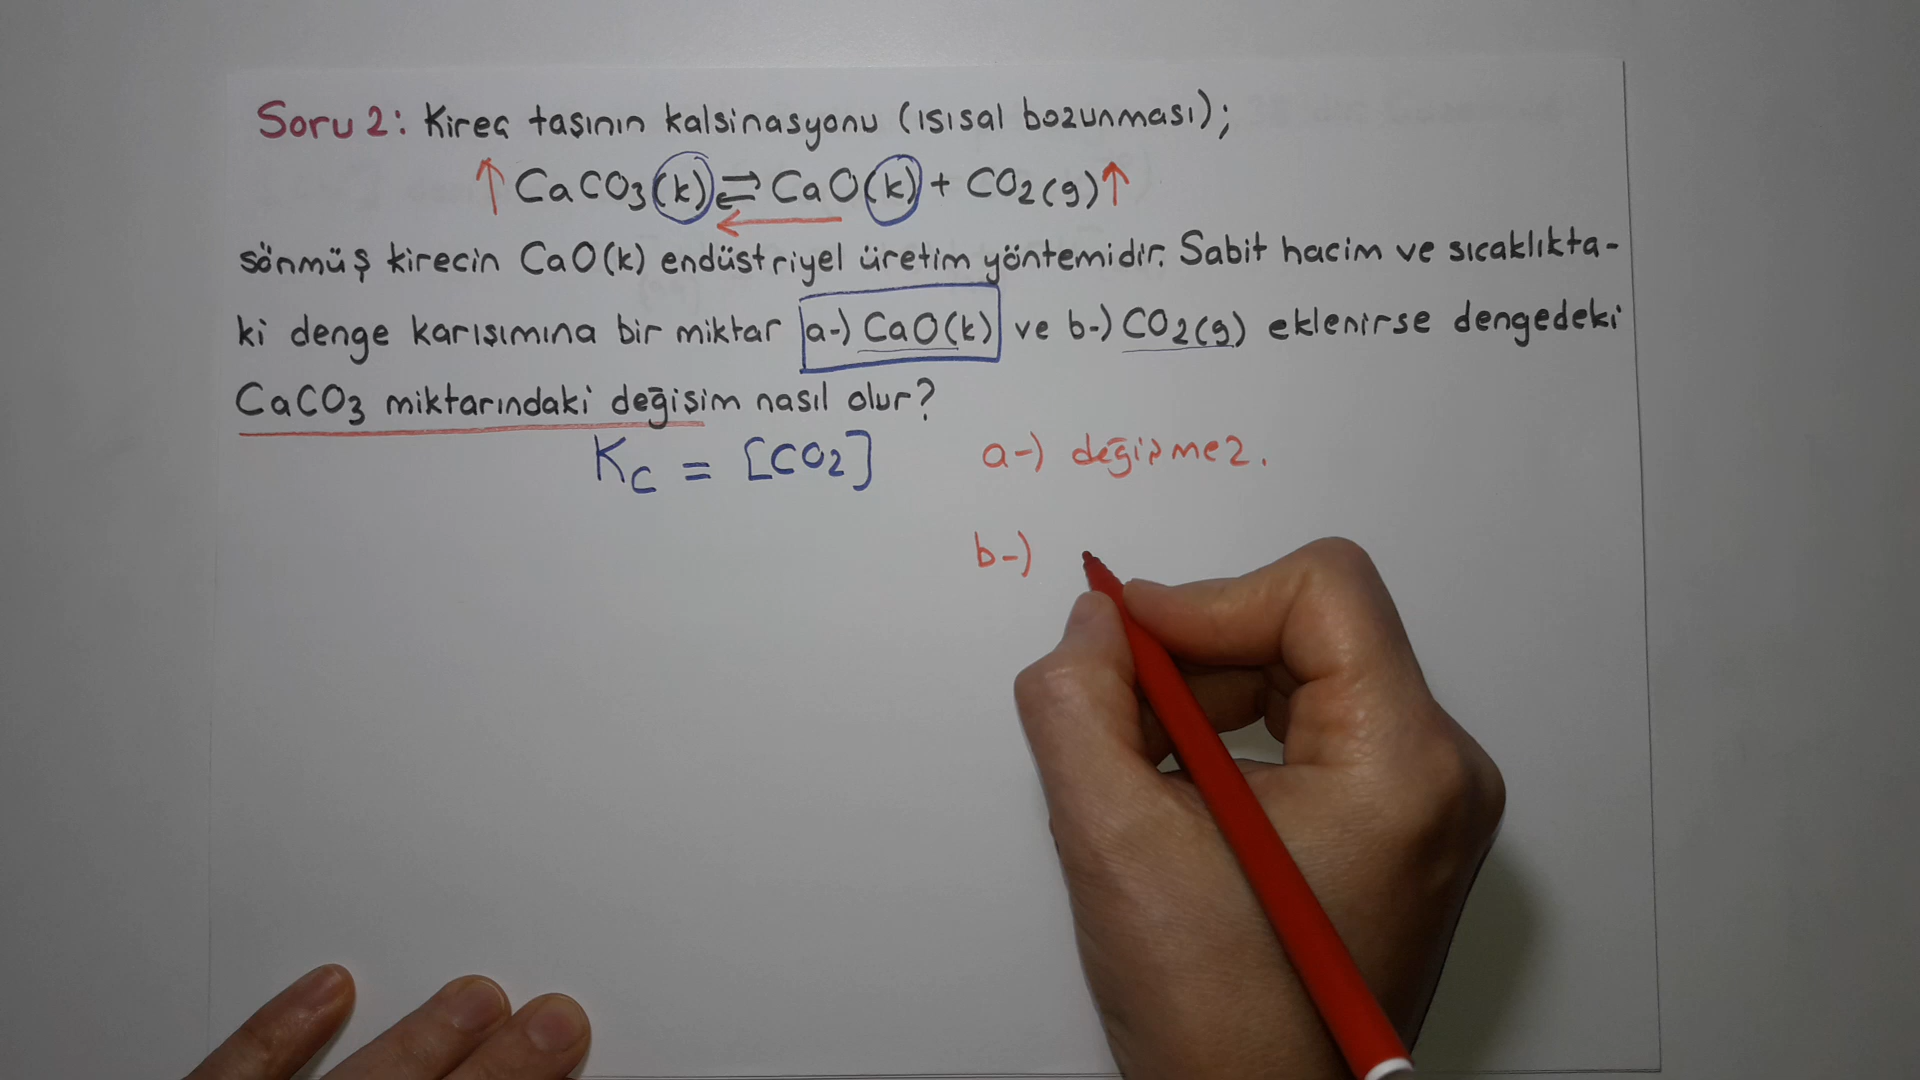 Soru 2: Kireç taşının kalsinasyonu (ısısal bozunması);
↑ CaCO₃(k) ⇌ CaO(k) + CO₂(g) ↑
sönmüş kirecin CaO(k) endüstriyel üretim yöntemidir. Sabit hacim ve sıcaklıkta-
ki denge karışımına bir miktar a-) CaO(k) ve b-) CO₂(g) eklenirse dengedeki
CaCO₃ miktarındaki değişim nasıl olur?
Kc = [CO₂] a-) değişmez.
b-)